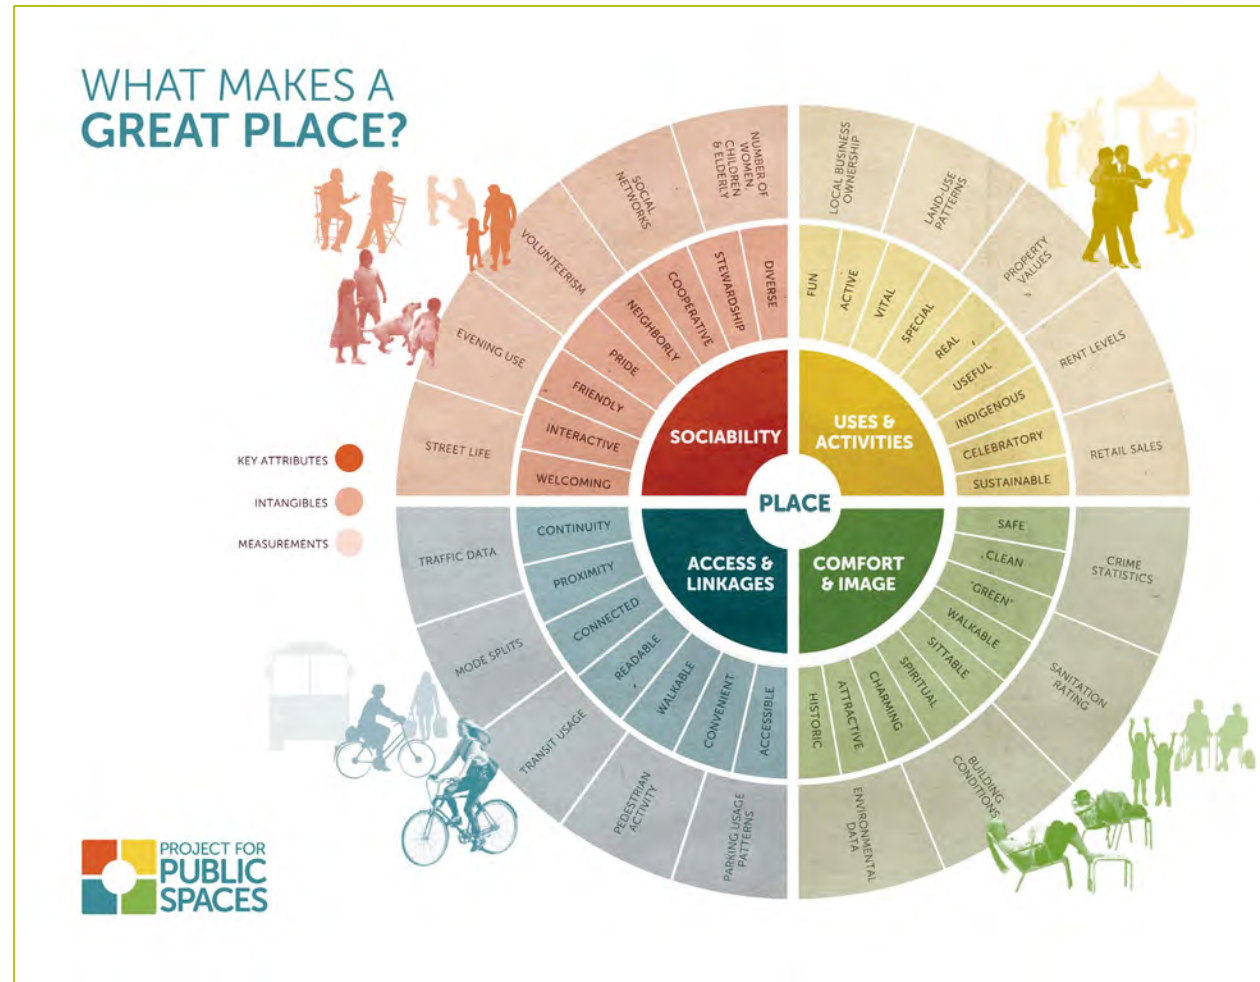 WHAT MAKES A
GREAT PLACE?
NUMBER OF
WOMEN,
CHILDREN
& ELDERLY
SOCIAL
NETWORKS
VOLUNTEERISM
EVENING USE
STREET LIFE
LOCAL BUSINESS
OWNERSHIP
LAND-USE
PATTERNS
PROPERTY
VALUES
RENT LEVELS
RETAIL SALES
DIVERSE
STEWARDSHIP
COOPERATIVE
NEIGHBORLY
PRIDE
FRIENDLY
INTERACTIVE
WELCOMING
FUN
ACTIVE
VITAL
SPECIAL
REAL
USEFUL
INDIGENOUS
CELEBRATORY
SUSTAINABLE
SOCIABILITY
USES &
ACTIVITIES
PLACE
ACCESS &
LINKAGES
COMFORT
& IMAGE
KEY ATTRIBUTES
INTANGIBLES
MEASUREMENTS
CONTINUITY
PROXIMITY
CONNECTED
READABLE
WALKABLE
CONVENIENT
ACCESSIBLE
SAFE
CLEAN
"GREEN"
WALKABLE
SITTABLE
SPIRITUAL
CHARMING
ATTRACTIVE
HISTORIC
TRAFFIC DATA
MODE SPLITS
TRANSIT USAGE
PEDESTRIAN
ACTIVITY
PARKING USAGE
PATTERNS
CRIME
STATISTICS
SANITATION
RATING
BUILDING
CONDITIONS
ENVIRONMENTAL
DATA
PROJECT FOR
PUBLIC
SPACES